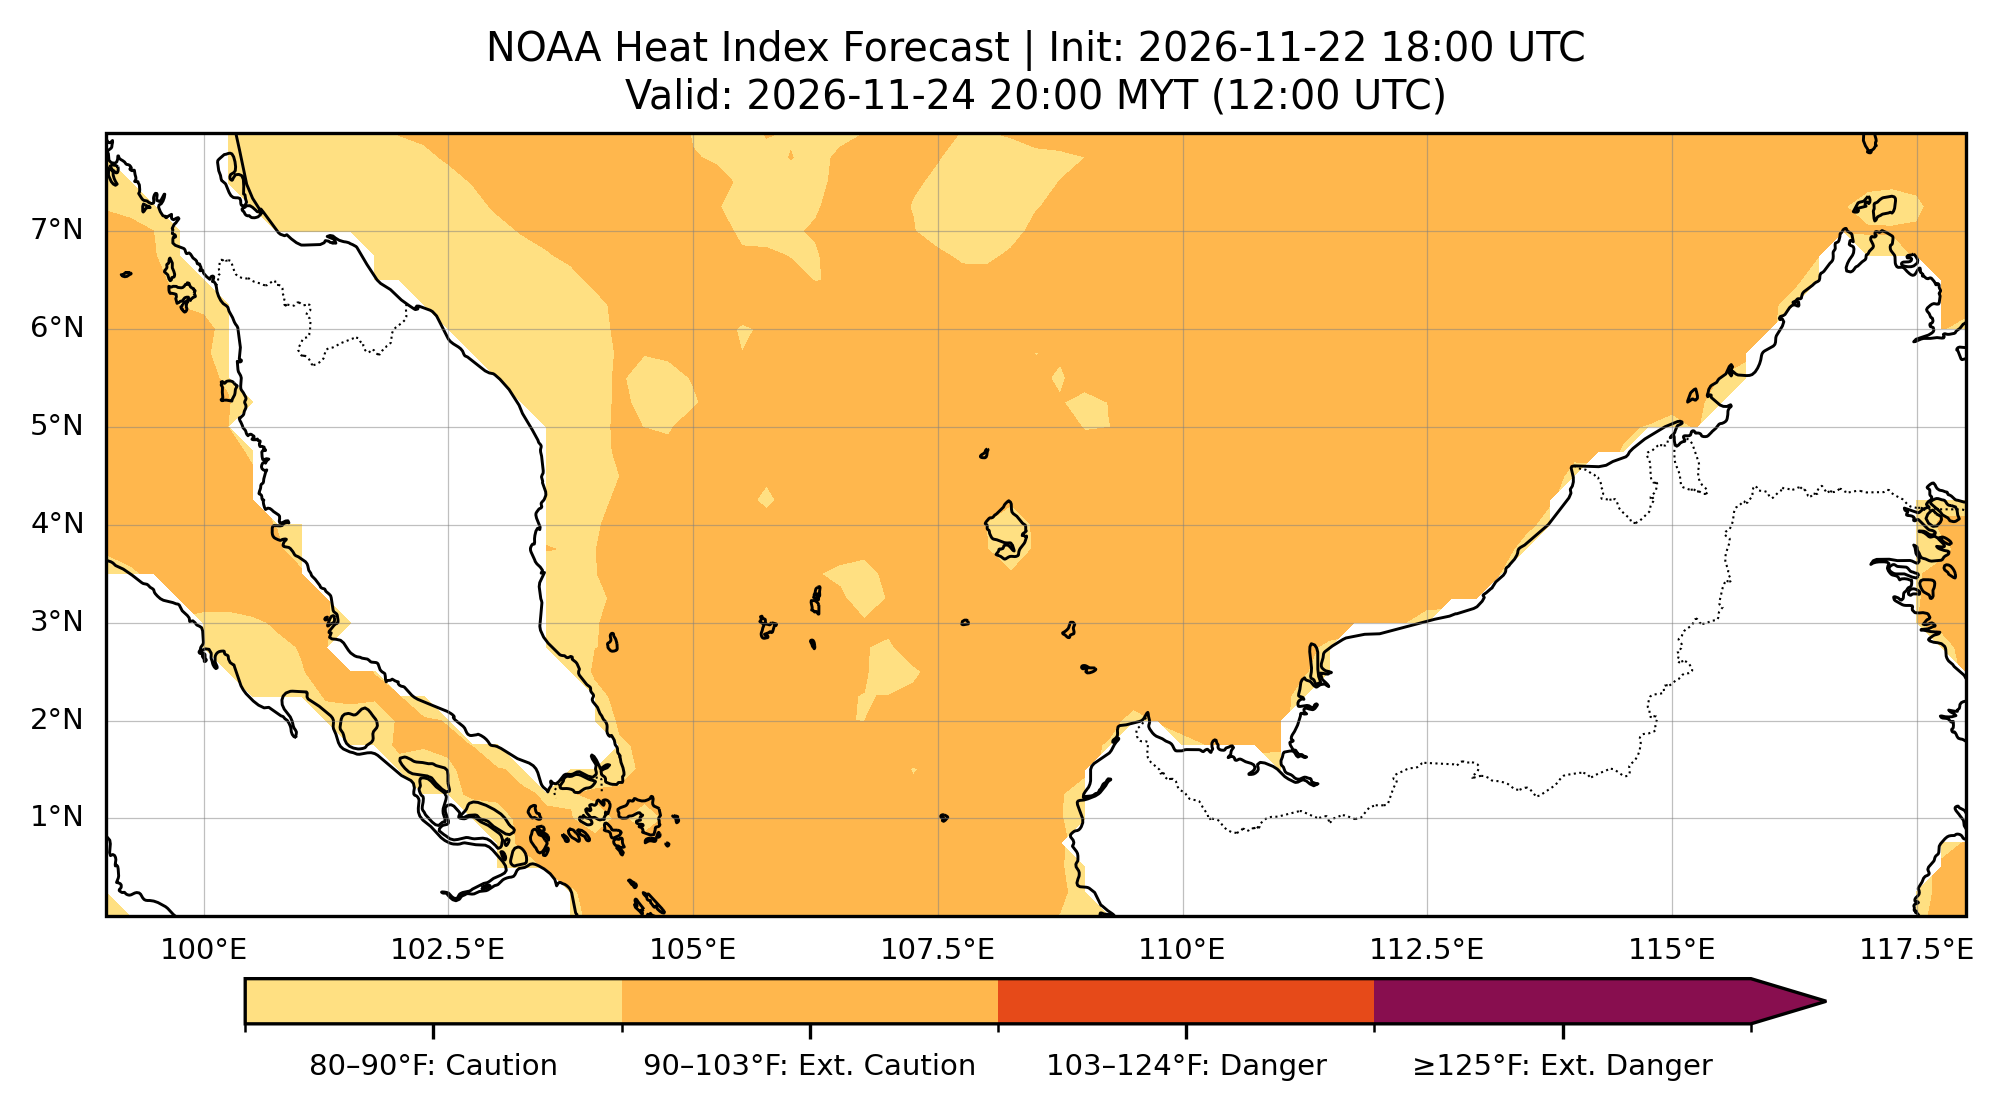 NOAA Heat Index Forecast | Init: 2026-11-22 18:00 UTC
Valid: 2026-11-24 20:00 MYT (12:00 UTC)
7°N
6°N
5°N
4°N
3°N
2°N
1°N
100°E 102.5°E 105°E 107.5°E 110°E 112.5°E 115°E 117.5°E
80–90°F: Caution 90–103°F: Ext. Caution 103–124°F: Danger ≥125°F: Ext. Danger